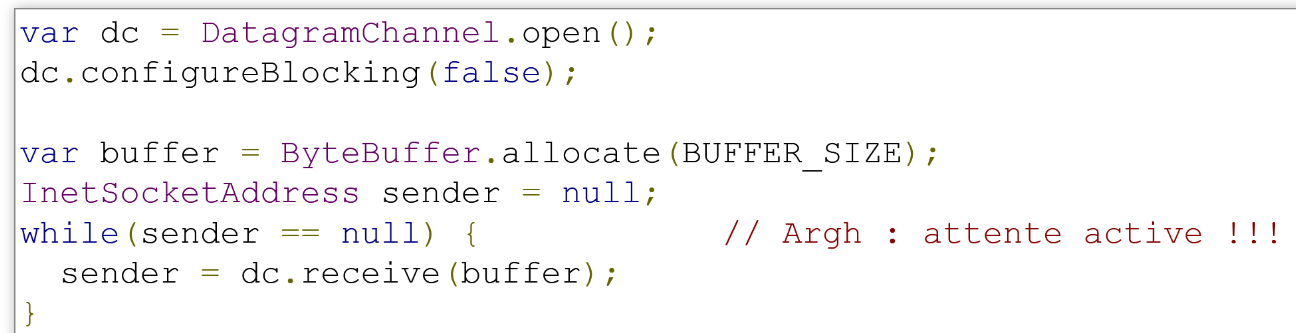 var dc = DatagramChannel.open();
dc.configureBlocking(false);

var buffer = ByteBuffer.allocate(BUFFER_SIZE);
InetSocketAddress sender = null;
while(sender == null) {             // Argh : attente active !!!
  sender = dc.receive(buffer);
}